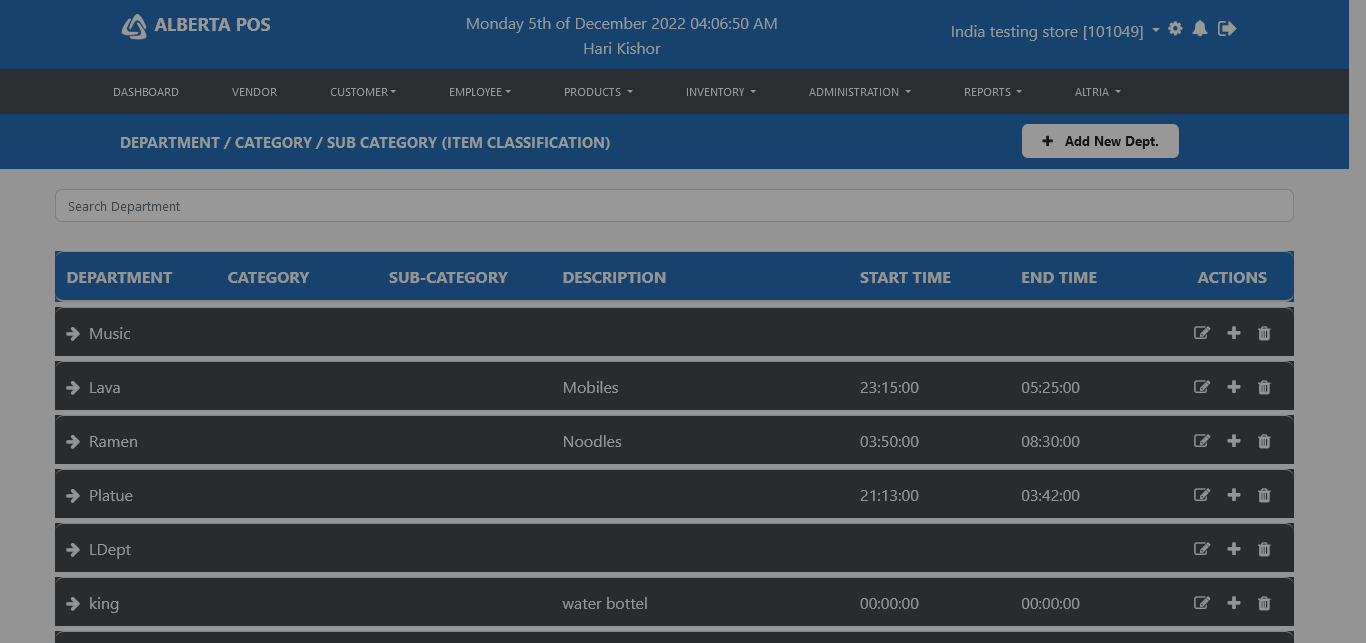 ALBERTA POS
Monday 5th of December 2022 04:06:50 AM
Hari Kishor
India testing store [101049]
DASHBOARD VENDOR CUSTOMER EMPLOYEE PRODUCTS INVENTORY ADMINISTRATION REPORTS ALTRIA
DEPARTMENT / CATEGORY / SUB CATEGORY (ITEM CLASSIFICATION)
Add New Dept.
Search Department
DEPARTMENT CATEGORY SUB-CATEGORY DESCRIPTION START TIME END TIME ACTIONS
Music
Lava Mobiles 23:15:00 05:25:00
Ramen Noodles 03:50:00 08:30:00
Platue 21:13:00 03:42:00
LDept
king water bottel 00:00:00 00:00:00